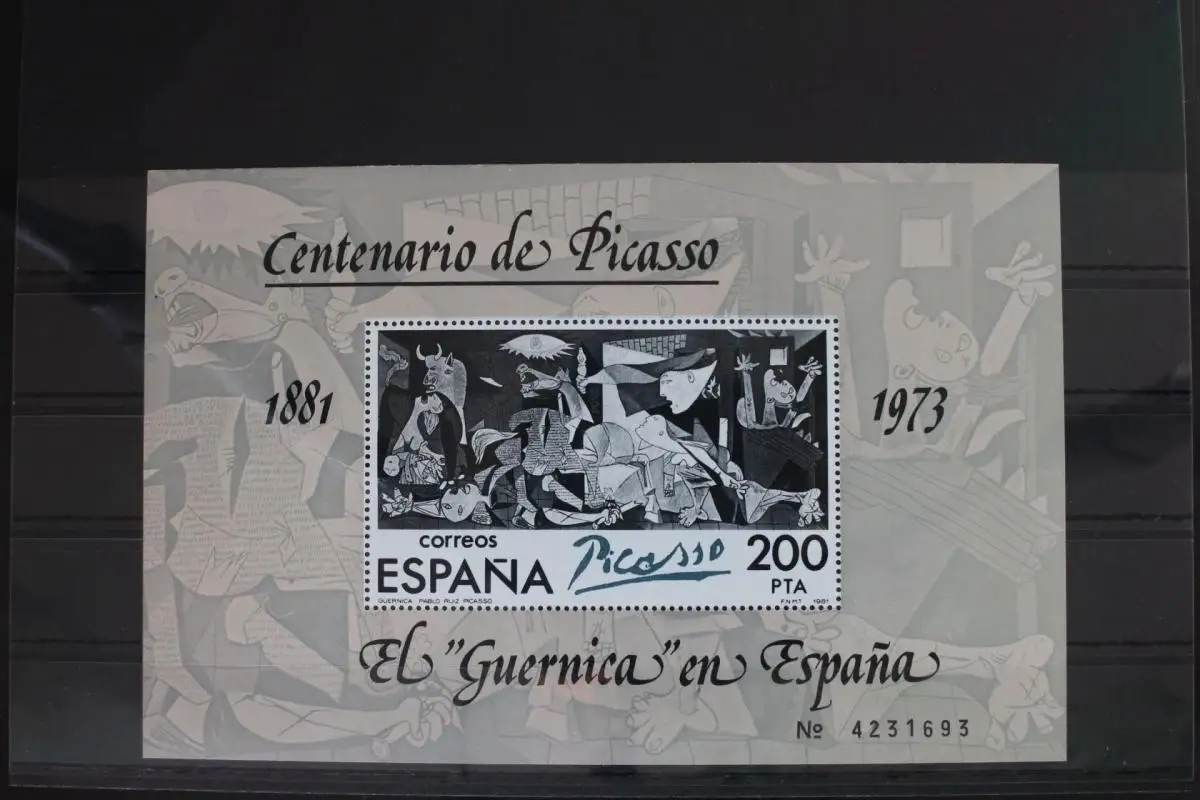 Centenario de Picasso
1881
1973
correos
ESPAÑA
Picasso
200
PTA
GUERNICA PABLO RUIZ PICASSO
F.N.M.T. 1981
El "Guernica" en España
Nº 4231693